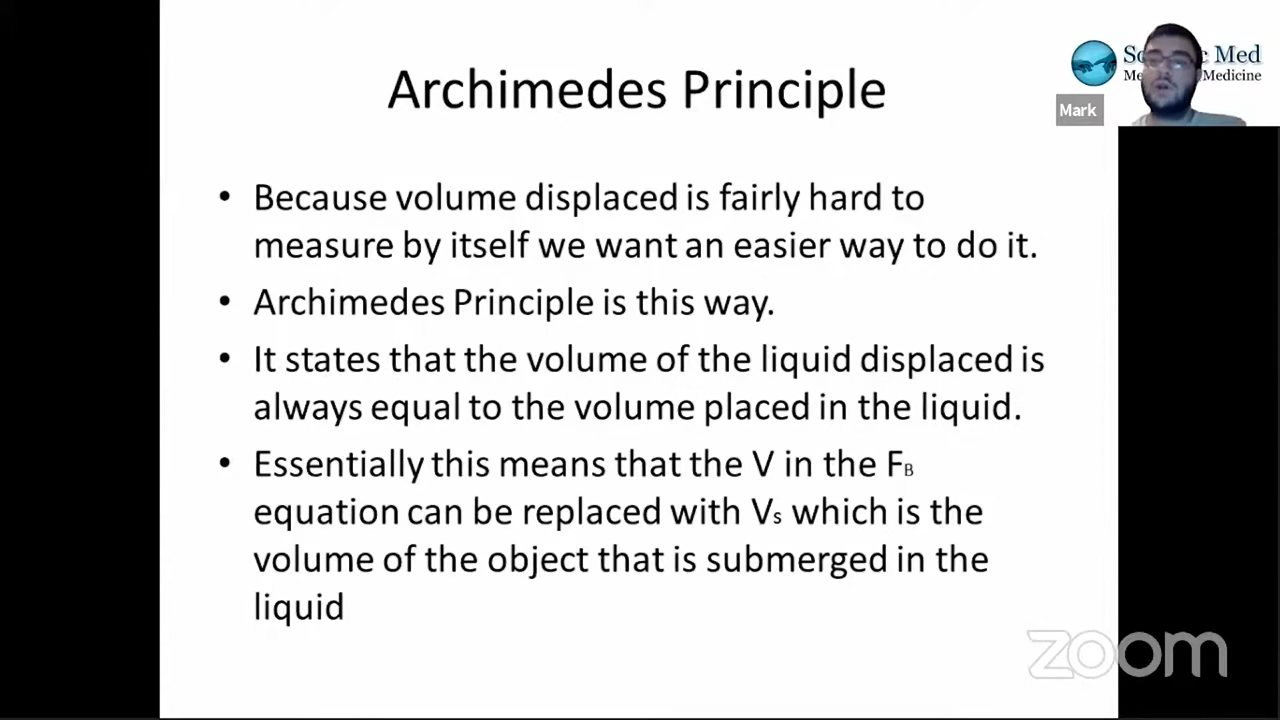 Archimedes Principle
Med
Medicine
Mark
• Because volume displaced is fairly hard to
measure by itself we want an easier way to do it.
• Archimedes Principle is this way.
• It states that the volume of the liquid displaced is
always equal to the volume placed in the liquid.
• Essentially this means that the V in the FB
equation can be replaced with Vs which is the
volume of the object that is submerged in the
liquid
zoom